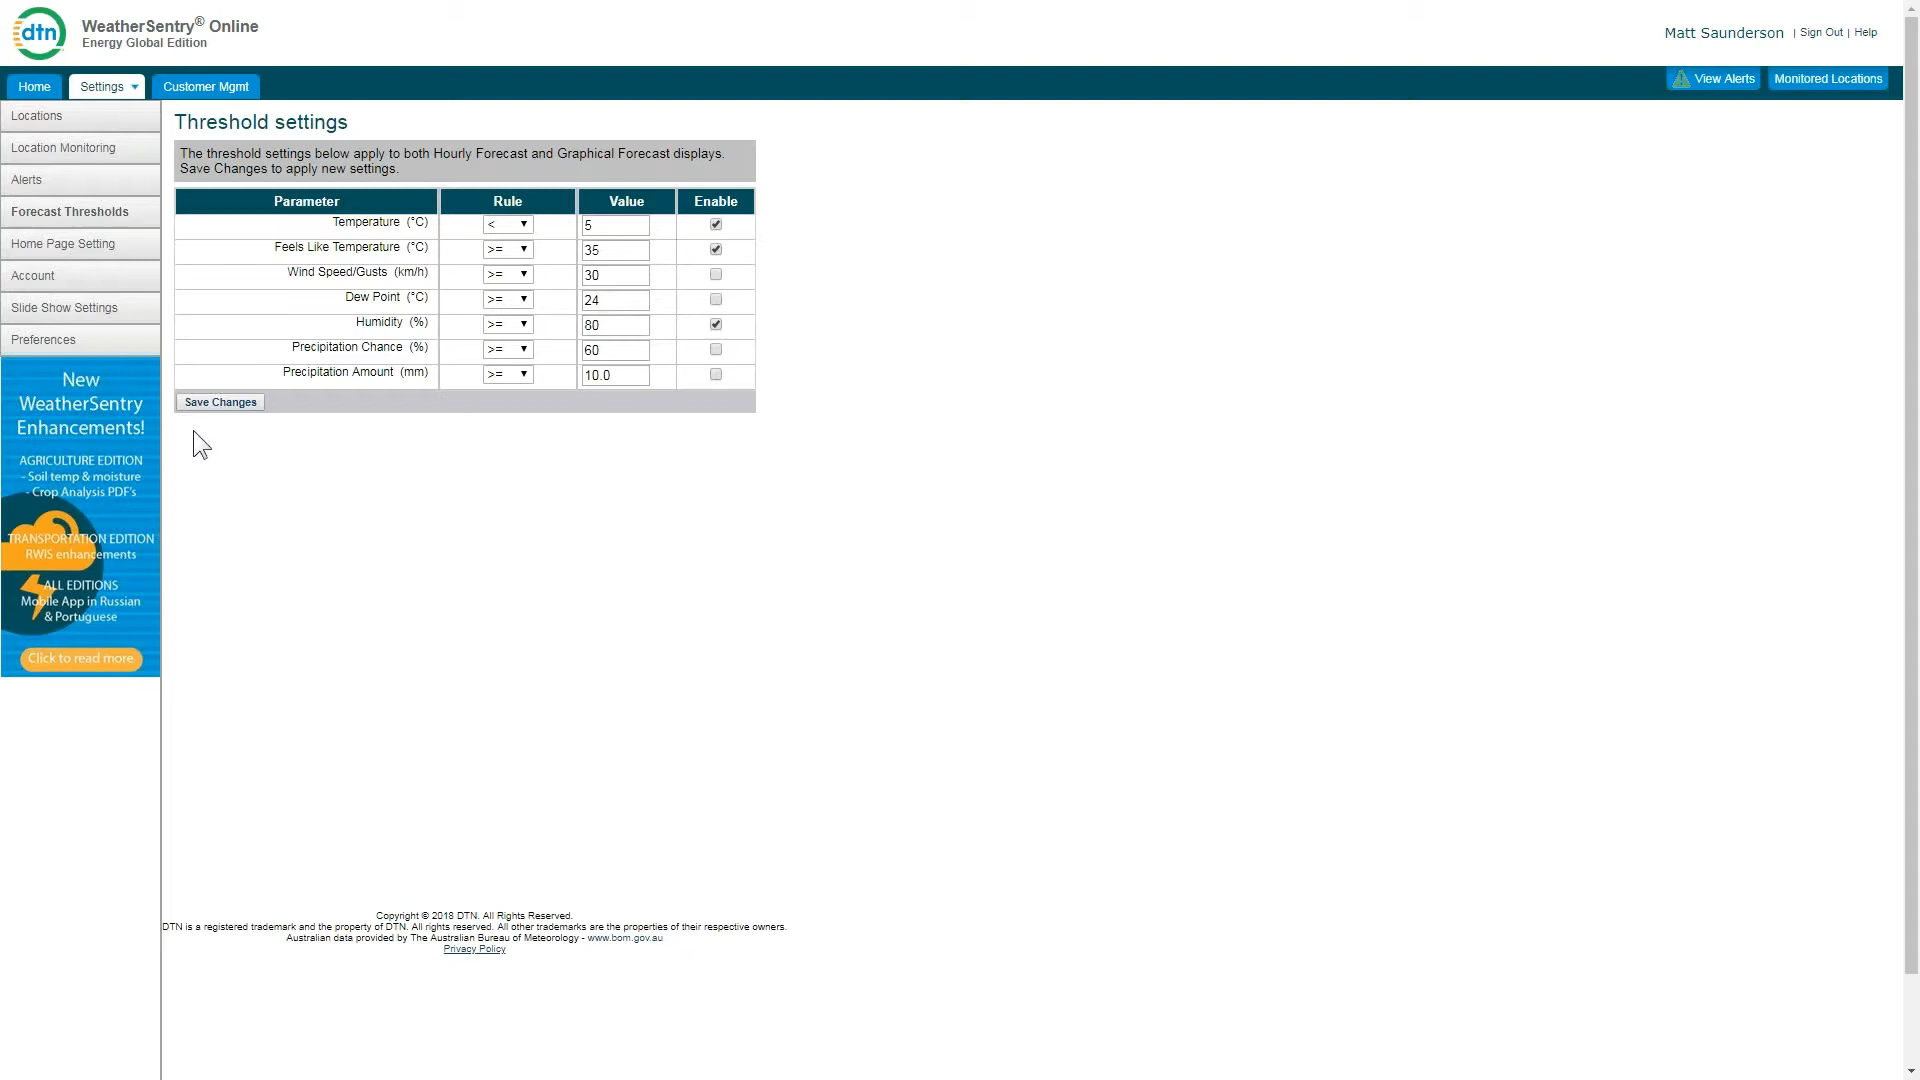 dtn
WeatherSentry® Online
Energy Global Edition
Matt Saunderson | Sign Out | Help
Home
Settings ▼
Customer Mgmt
View Alerts
Monitored Locations
Locations
Location Monitoring
Alerts
Forecast Thresholds
Home Page Setting
Account
Slide Show Settings
Preferences
New
WeatherSentry
Enhancements!
AGRICULTURE EDITION
- Soil temp & moisture
- Crop Analysis PDF's
TRANSPORTATION EDITION
RWIS enhancements
ALL EDITIONS
Mobile App in Russian
& Portuguese
Click to read more
Threshold settings
The threshold settings below apply to both Hourly Forecast and Graphical Forecast displays.
Save Changes to apply new settings.
Parameter Rule Value Enable
Temperature (°C) < 5
Feels Like Temperature (°C) >= 35
Wind Speed/Gusts (km/h) >= 30
Dew Point (°C) >= 24
Humidity (%) >= 80
Precipitation Chance (%) >= 60
Precipitation Amount (mm) >= 10.0
Save Changes
Copyright © 2018 DTN. All Rights Reserved.
DTN is a registered trademark and the property of DTN. All rights reserved. All other trademarks are the properties of their respective owners.
Australian data provided by The Australian Bureau of Meteorology - www.bom.gov.au
Privacy Policy